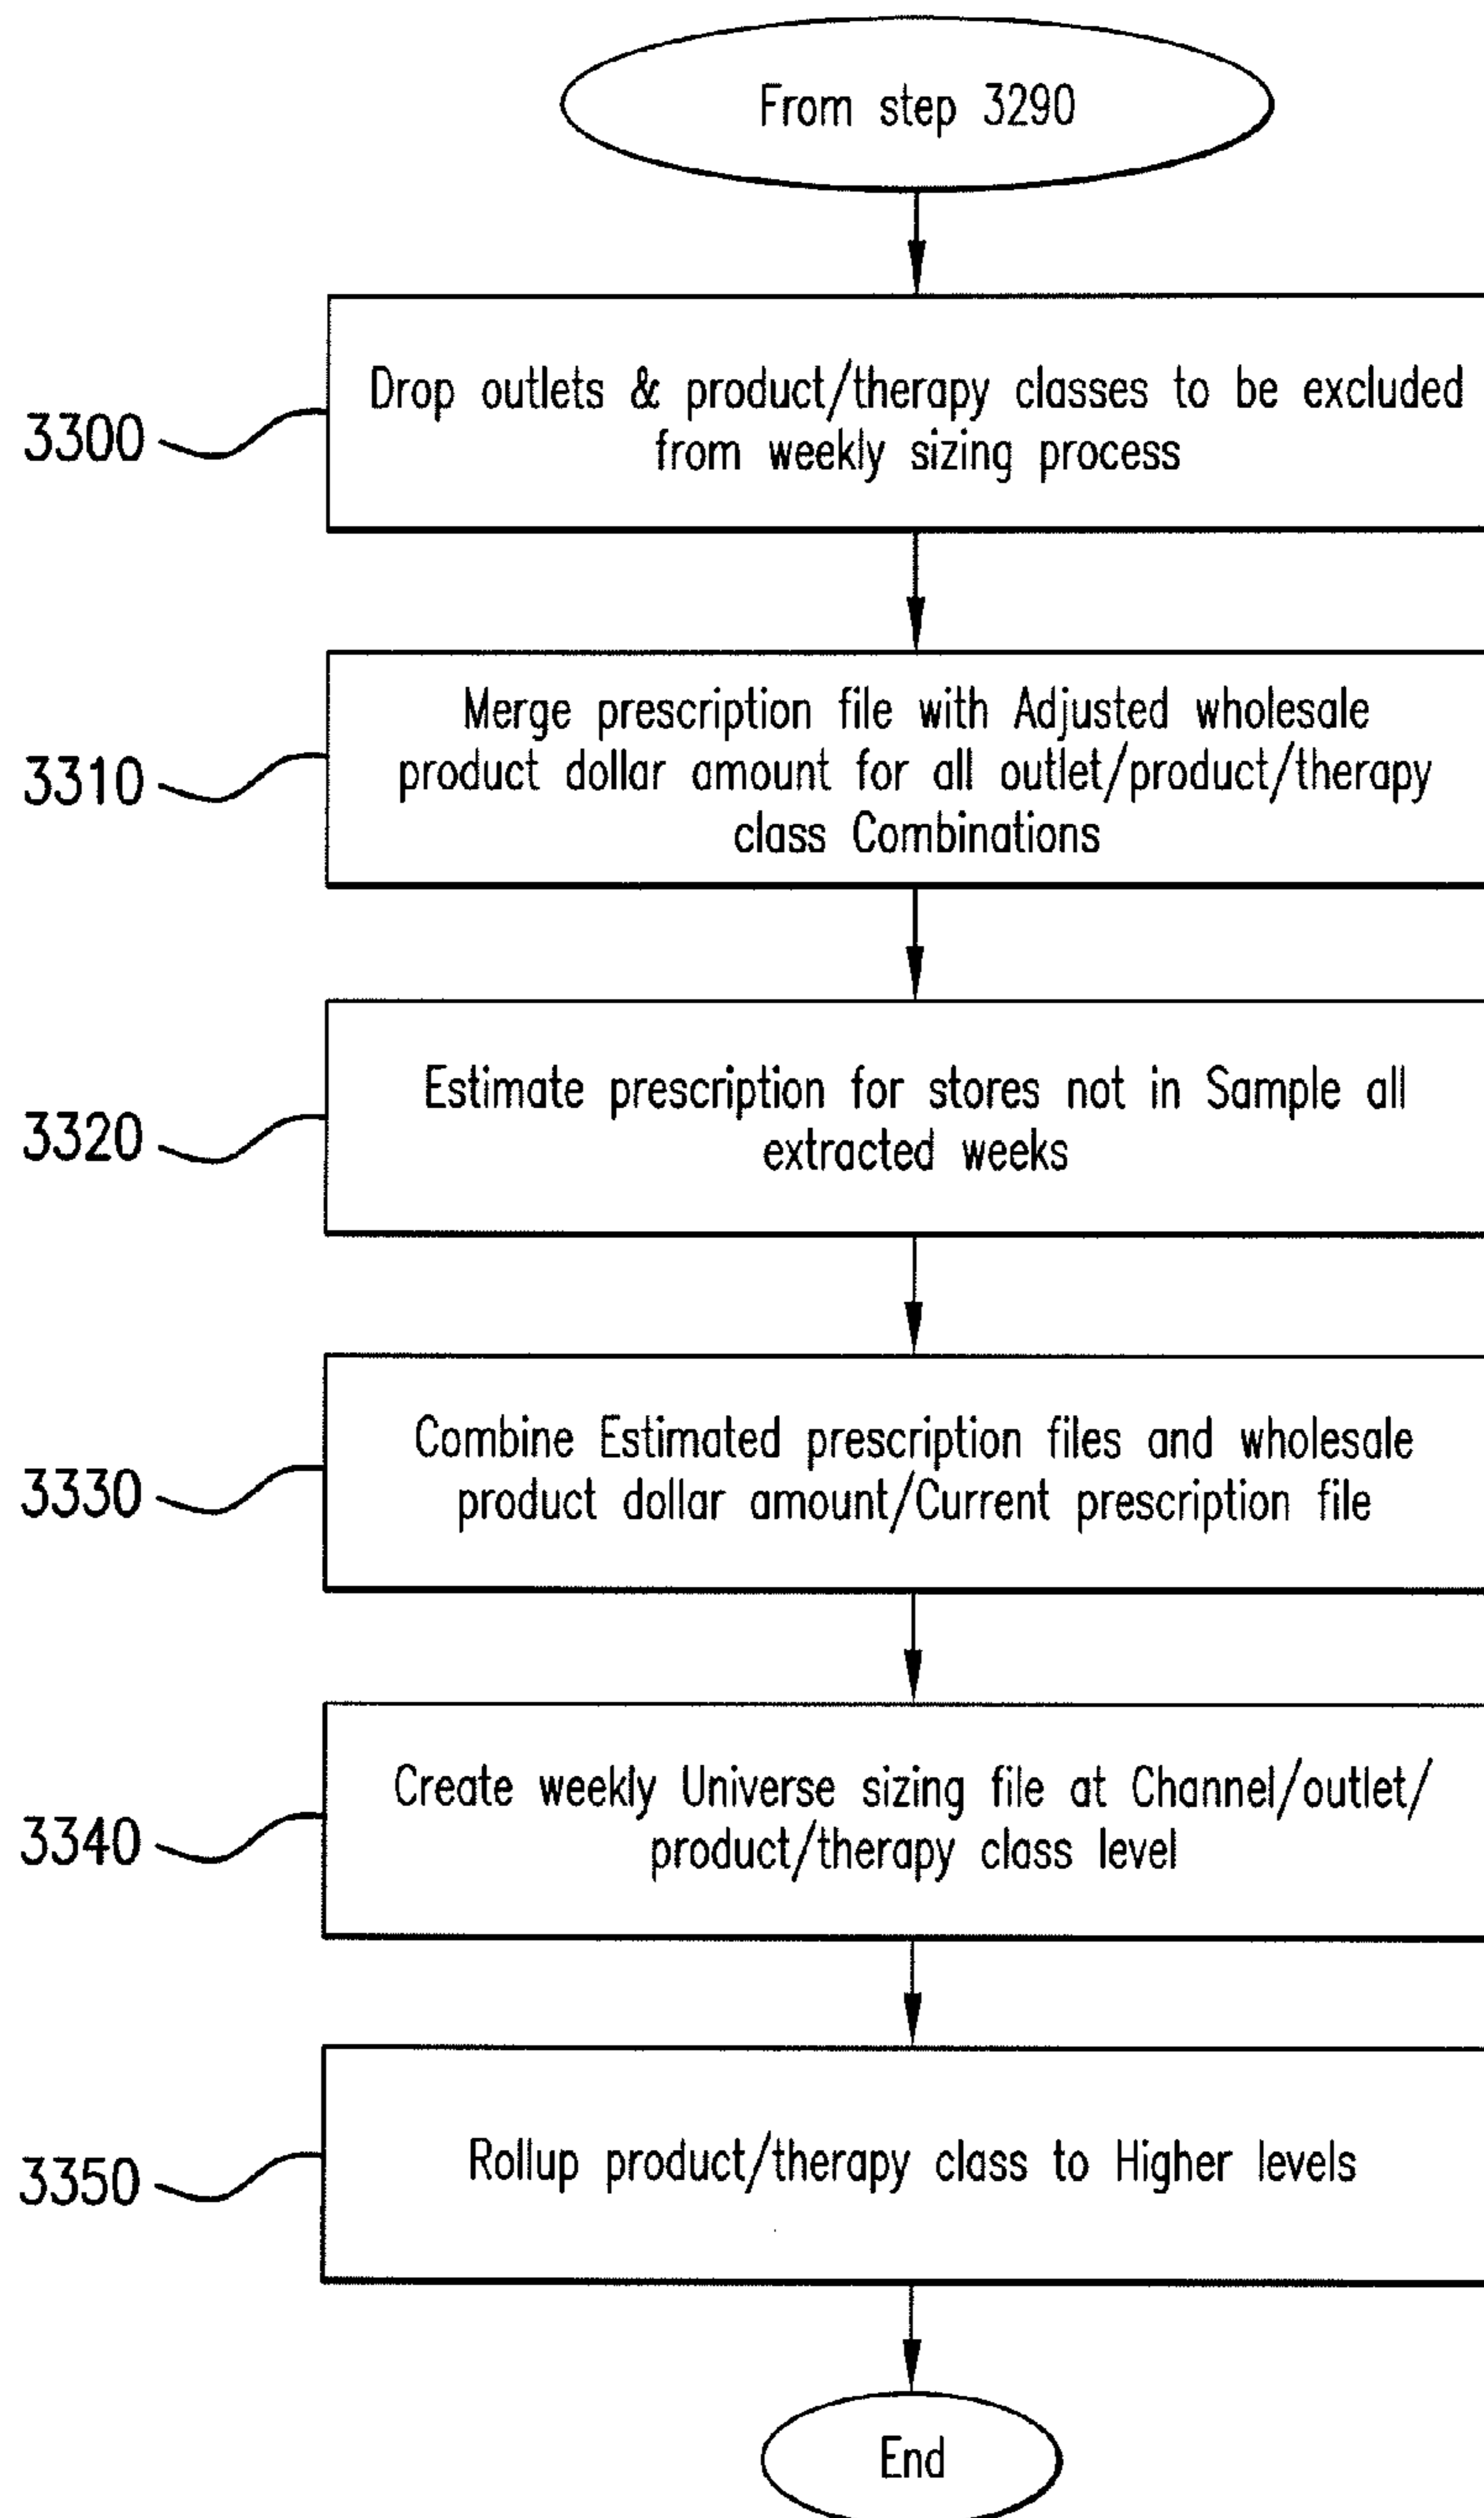 From step 3290
3300
Drop outlets & product/therapy classes to be excluded
from weekly sizing process
3310
Merge prescription file with Adjusted wholesale
product dollar amount for all outlet/product/therapy
class Combinations
3320
Estimate prescription for stores not in Sample all
extracted weeks
3330
Combine Estimated prescription files and wholesale
product dollar amount/Current prescription file
3340
Create weekly Universe sizing file at Channel/outlet/
product/therapy class level
3350
Rollup product/therapy class to Higher levels
End